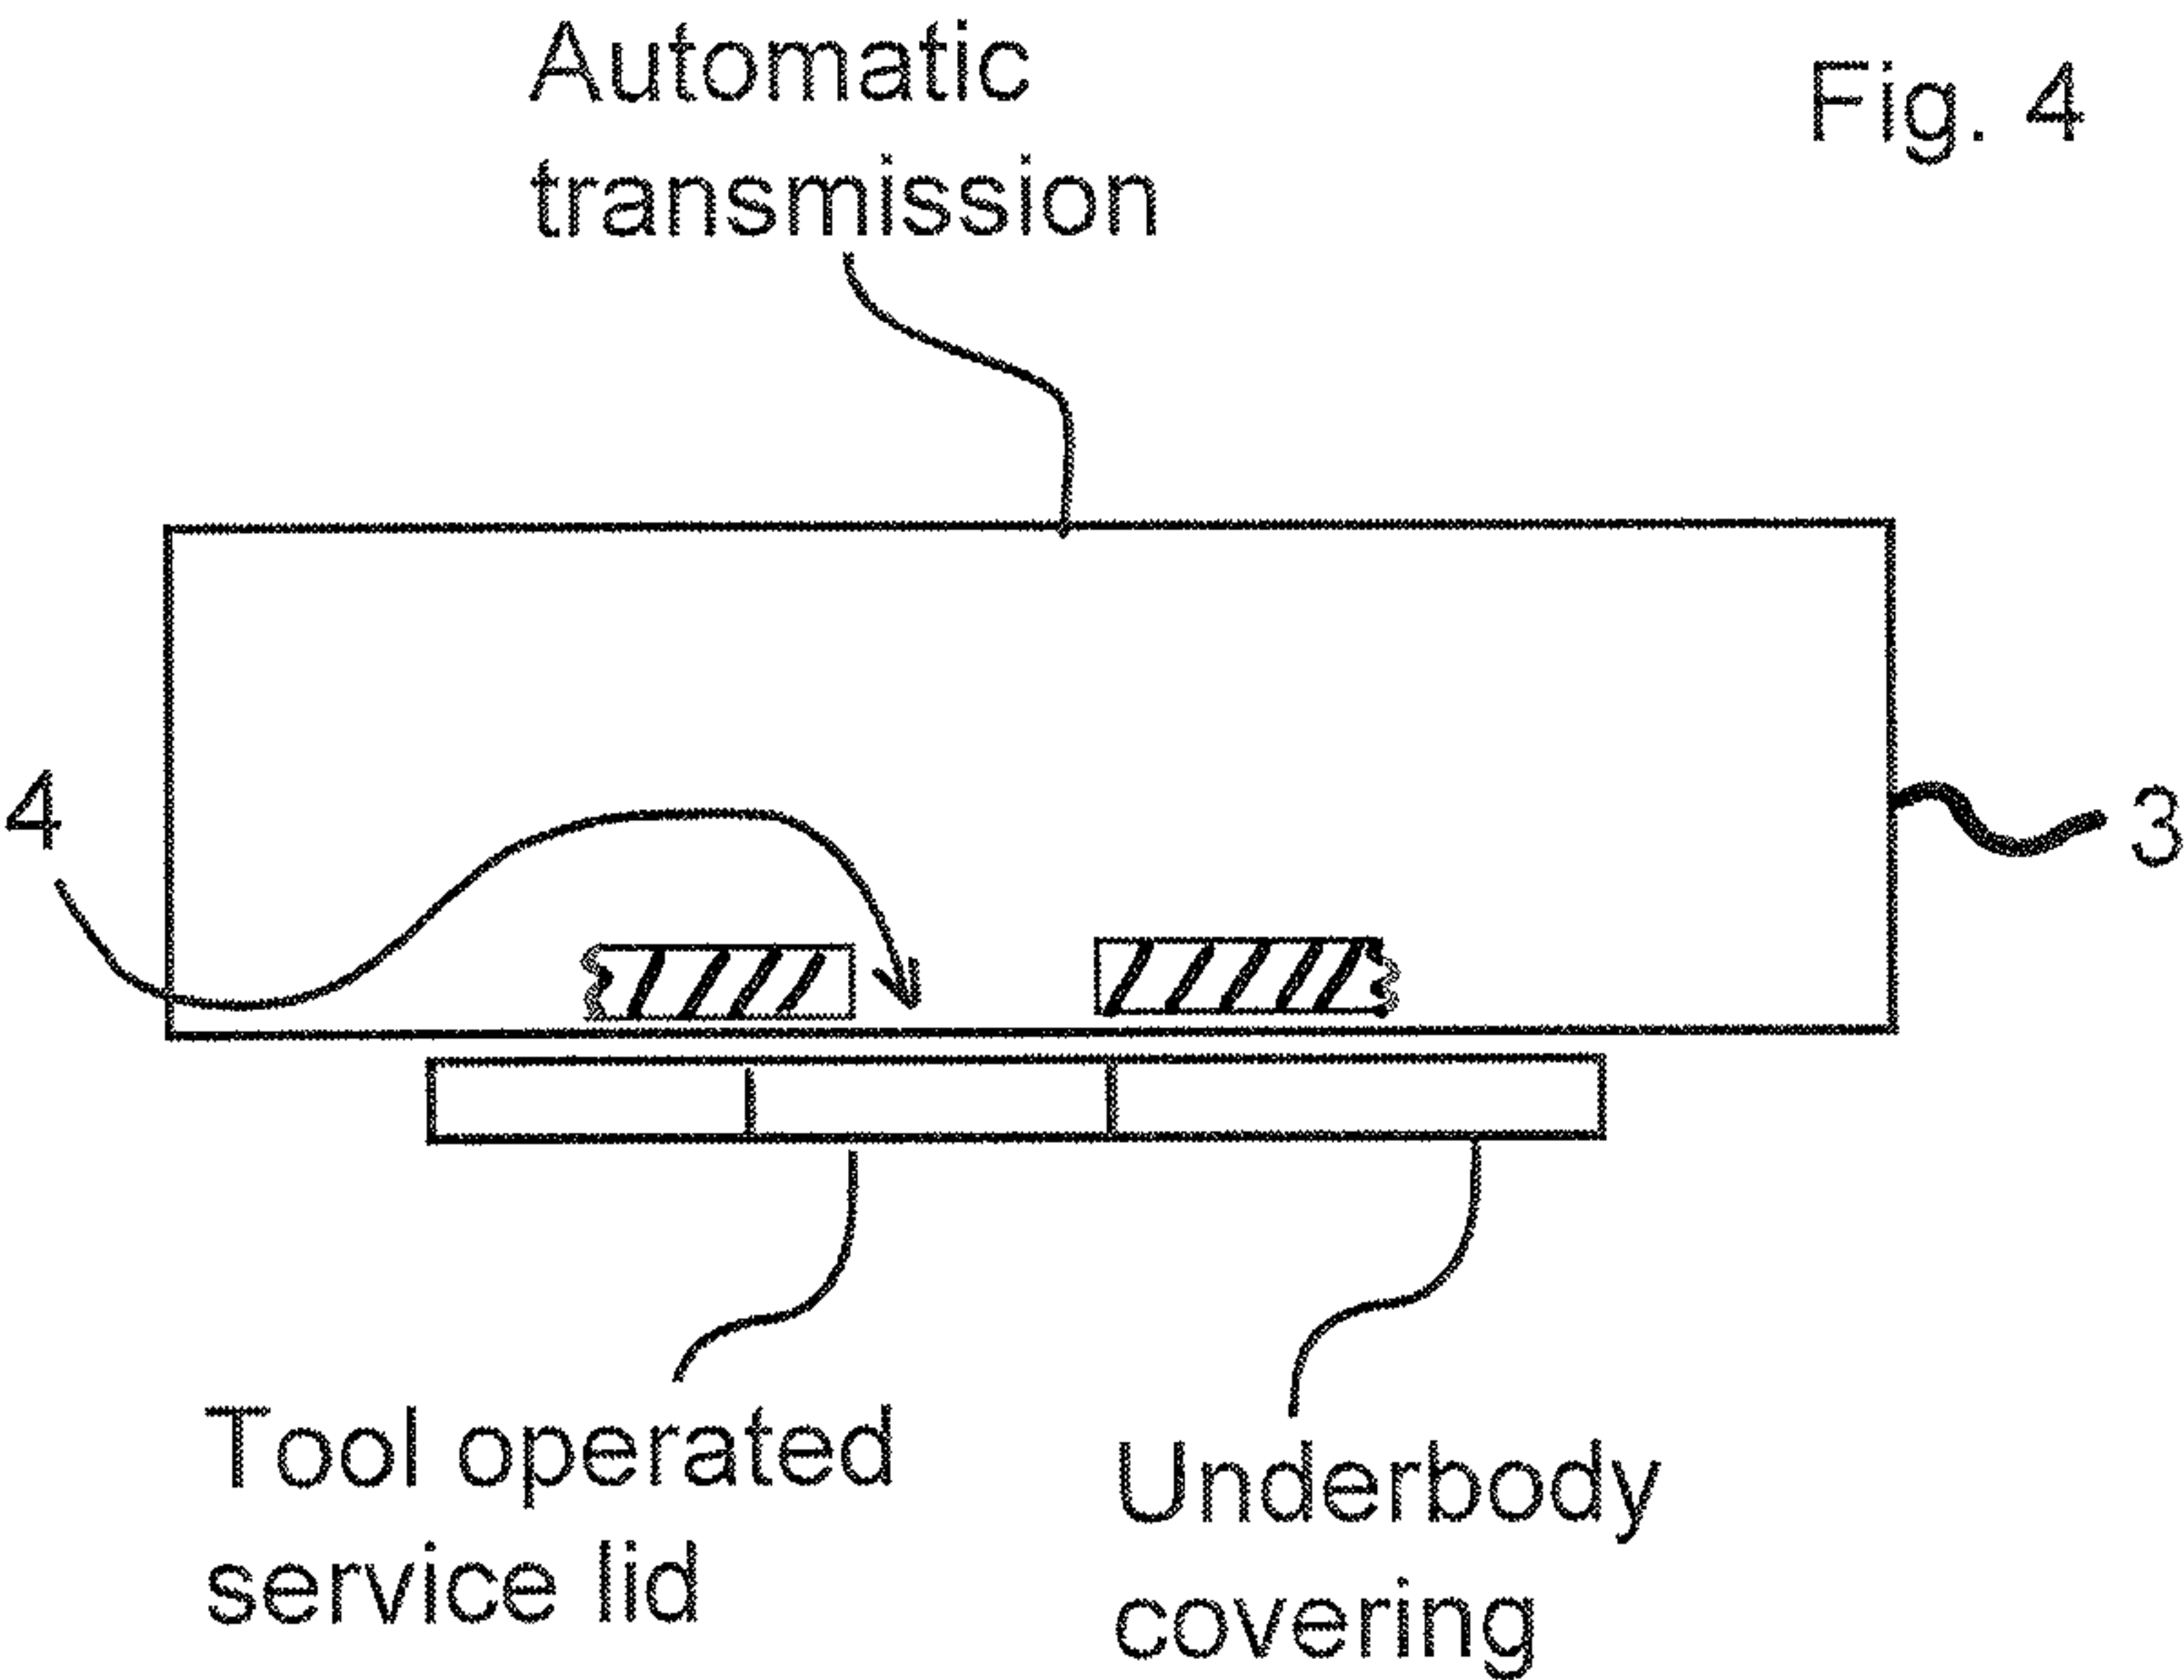 Automatic
transmission
Fig. 4
4
3
Tool operated
service lid
Underbody
covering